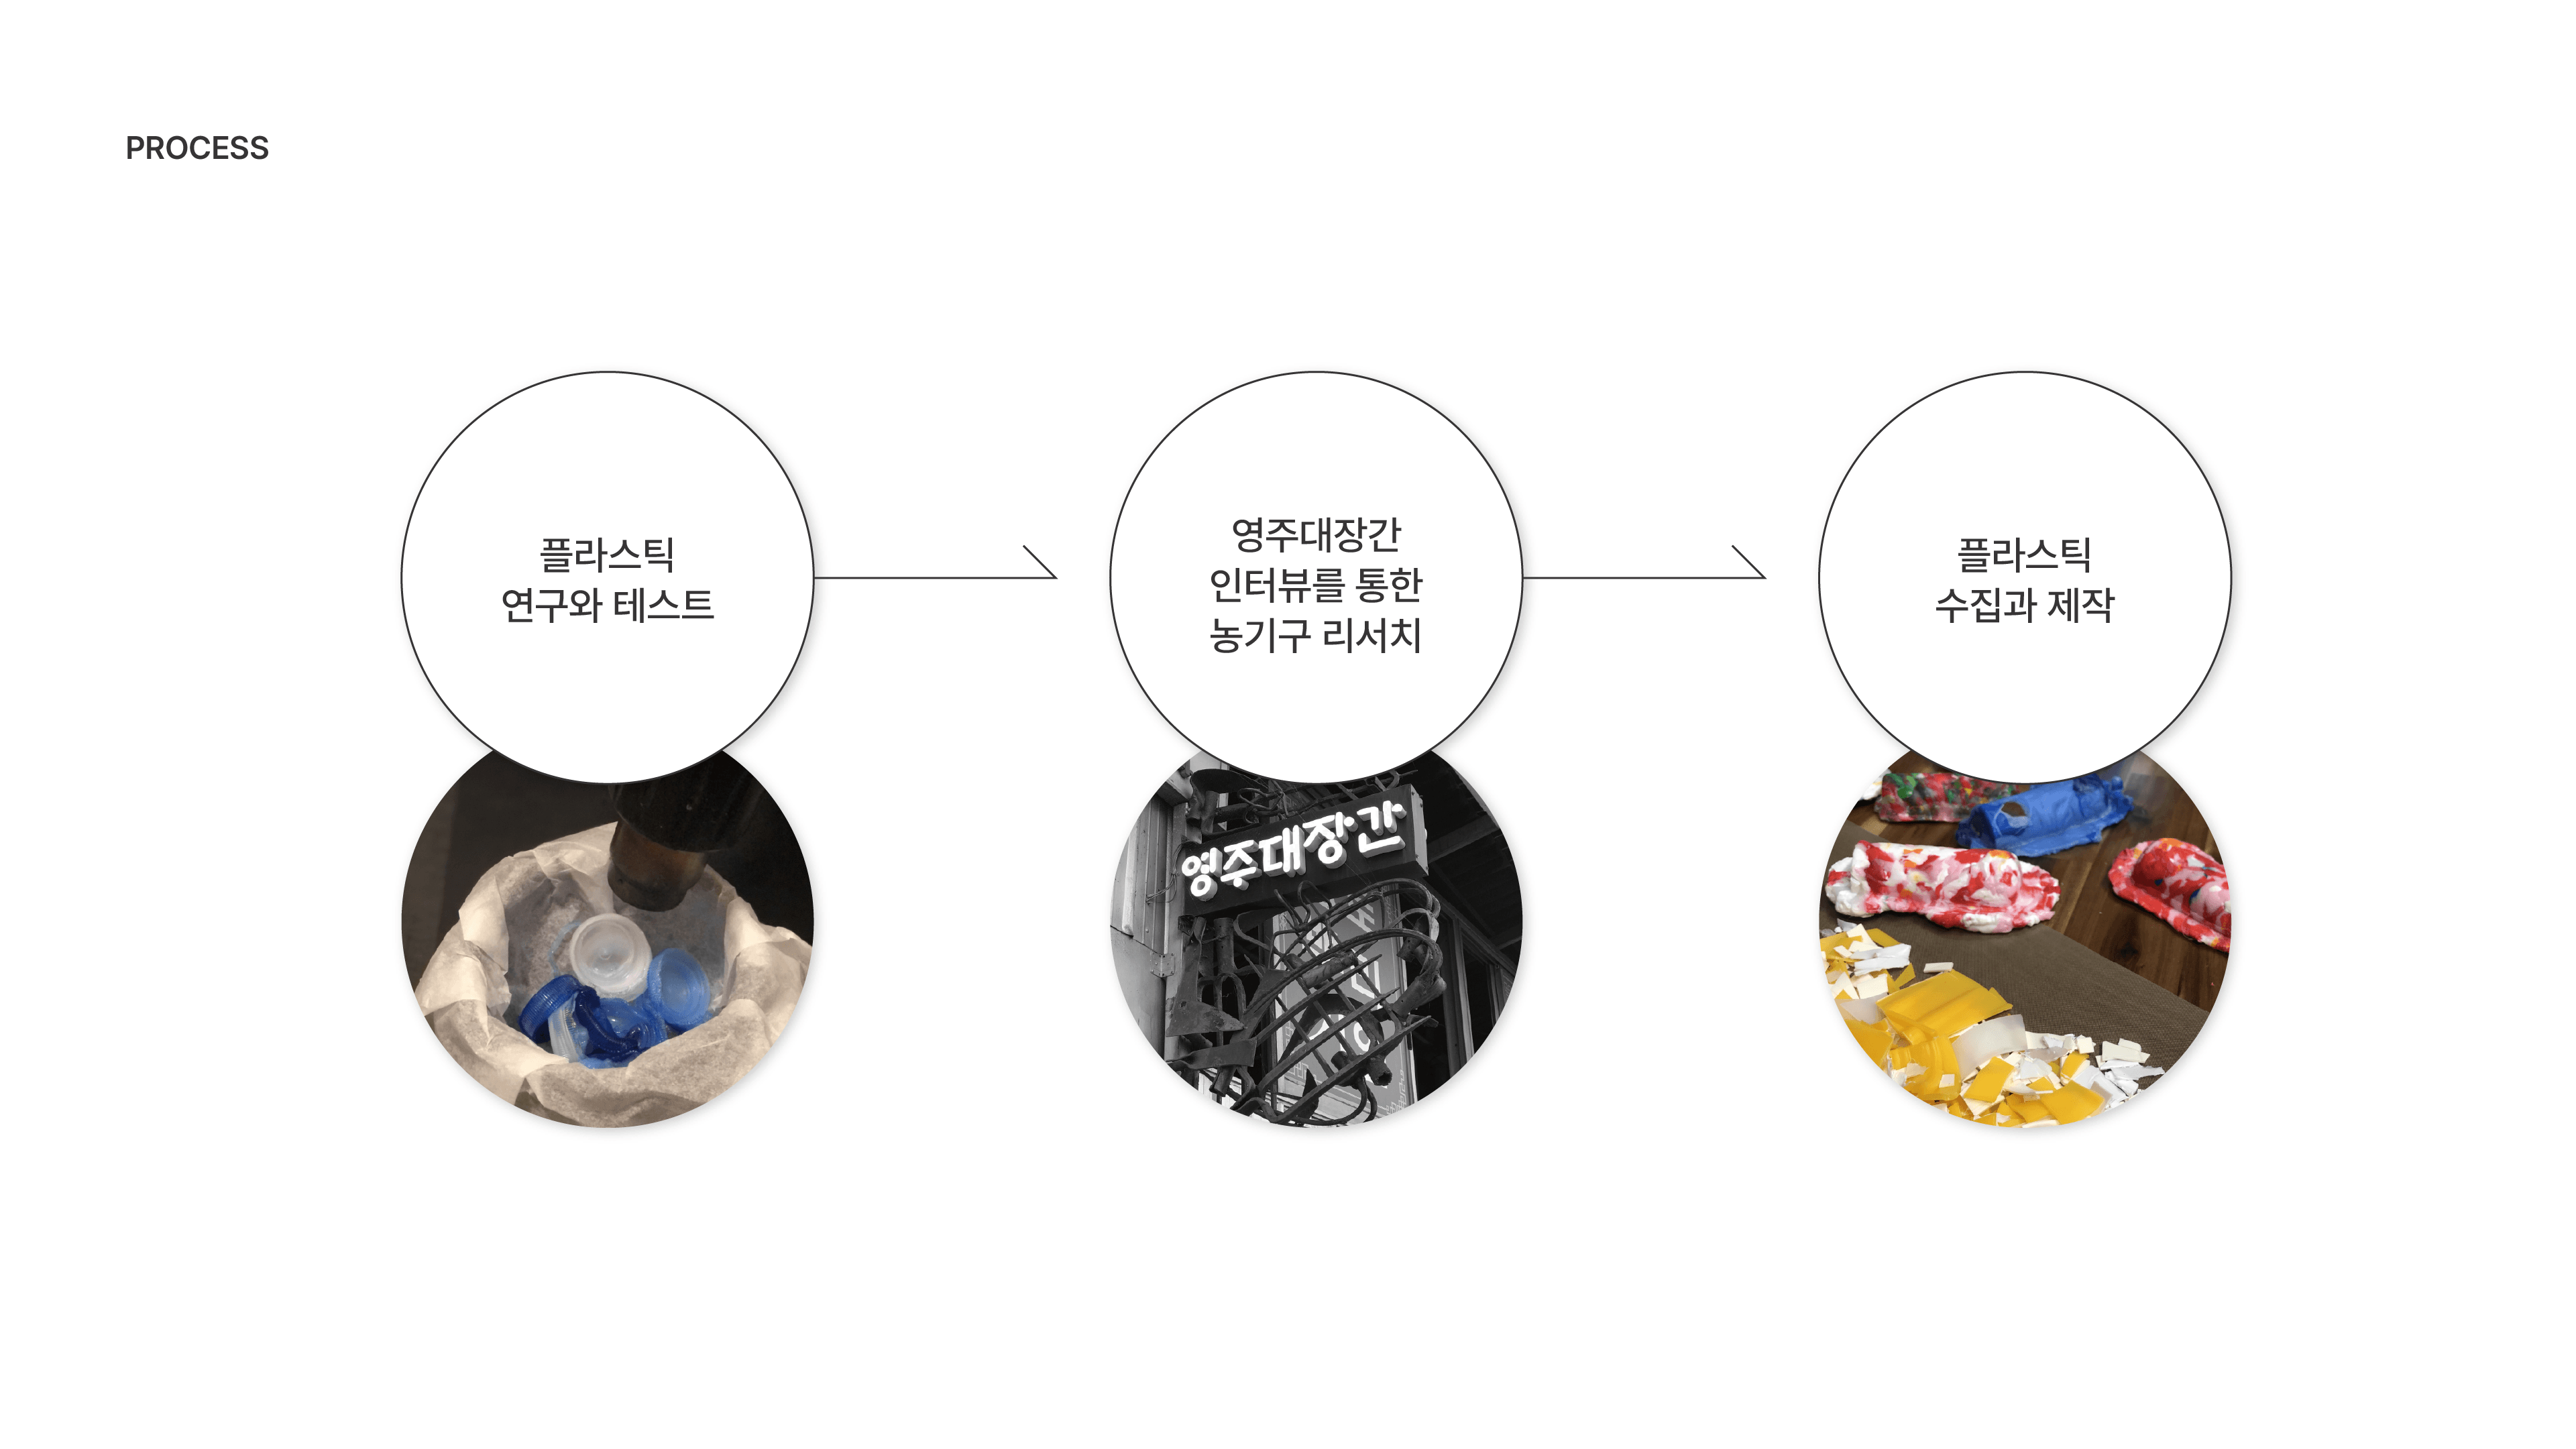 PROCESS
플라스틱
연구와 테스트
영주대장간
인터뷰를 통한
농기구 리서치
플라스틱
수집과 제작
영주대장간